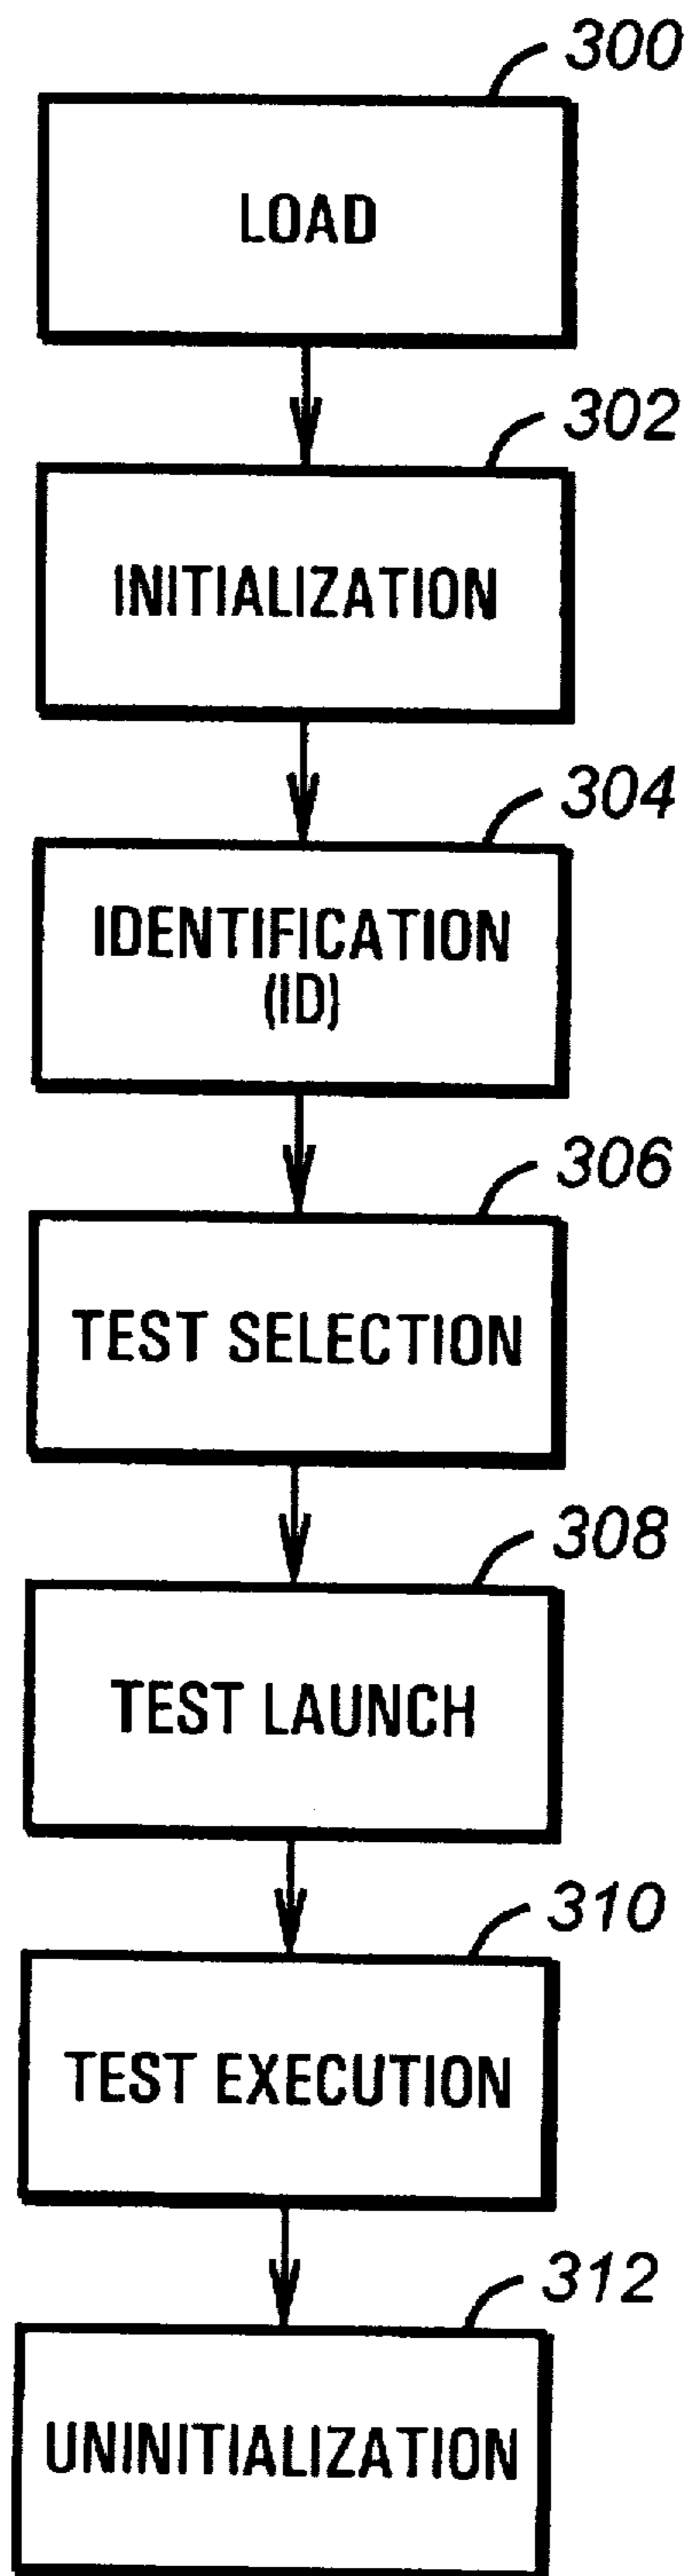 300
LOAD
302
INITIALIZATION
304
IDENTIFICATION
(ID)
306
TEST SELECTION
308
TEST LAUNCH
310
TEST EXECUTION
312
UNINITIALIZATION